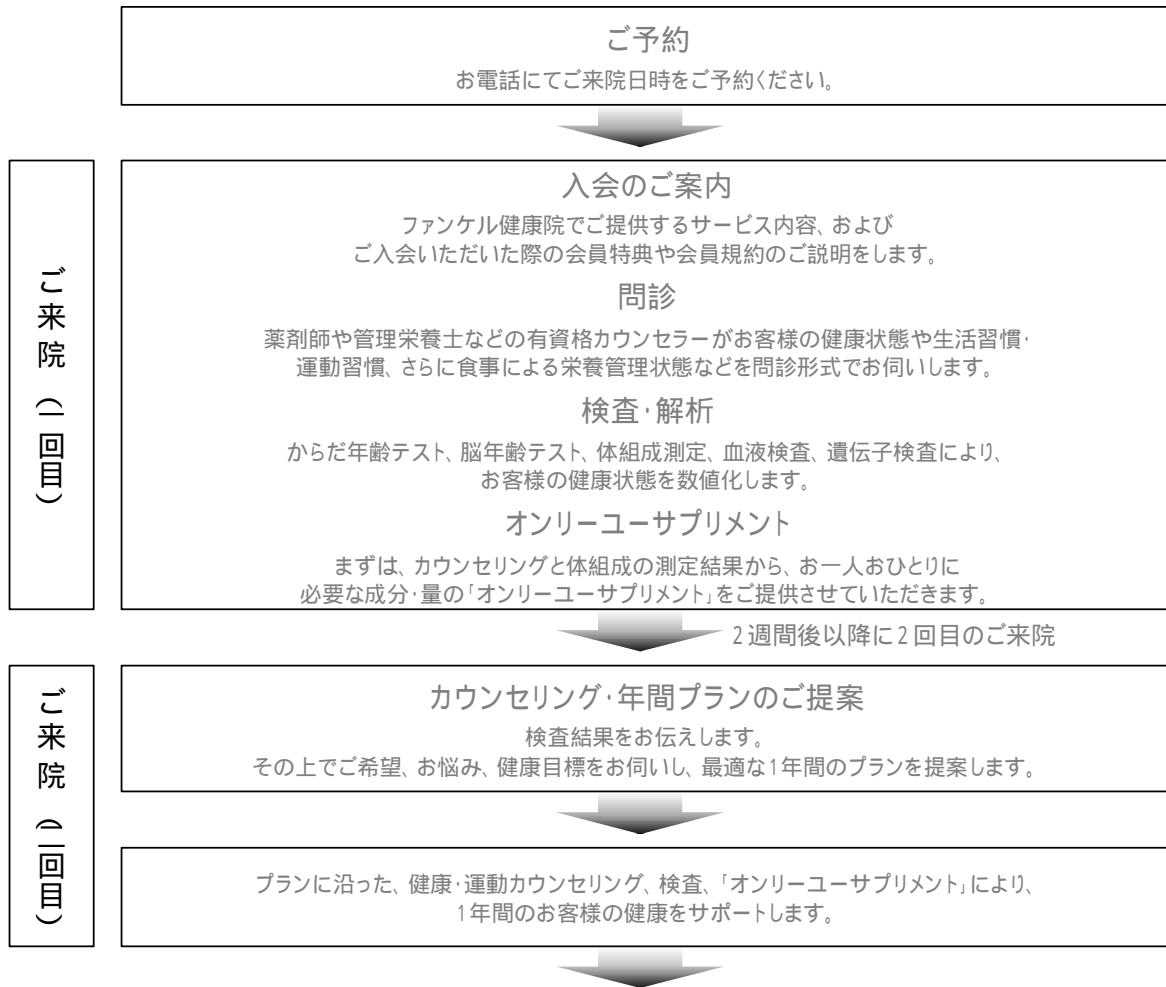 ご予約
お電話にてご来院日時をご予約ください。
ご来院（一回目）
入会のご案内
ファンケル健康院でご提供するサービス内容、および
ご入会いただいた際の会員特典や会員規約のご説明をします。
問診
薬剤師や管理栄養士などの有資格カウンセラーがお客様の健康状態や生活習慣・
運動習慣、さらに食事による栄養管理状態などを問診形式でお伺いします。
検査・解析
からだ年齢テスト、脳年齢テスト、体組成測定、血液検査、遺伝子検査により、
お客様の健康状態を数値化します。
オンリーユーサプリメント
まずは、カウンセリングと体組成の測定結果から、お一人おひとりに
必要な成分・量の「オンリーユーサプリメント」をご提供させていただきます。
2週間後以降に2回目のご来院
ご来院（二回目）
カウンセリング・年間プランのご提案
検査結果をお伝えします。
その上でご希望、お悩み、健康目標をお伺いし、最適な1年間のプランを提案します。
プランに沿った、健康・運動カウンセリング、検査、「オンリーユーサプリメント」により、
1年間のお客様の健康をサポートします。